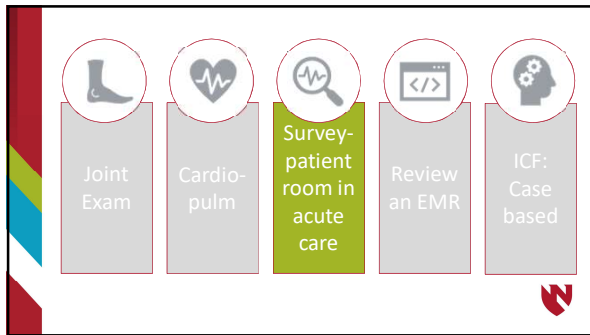 </>
Joint
Exam
Cardio-
pulm
Survey-
patient
room in
acute
care
Review
an EMR
ICF:
Case
based
N